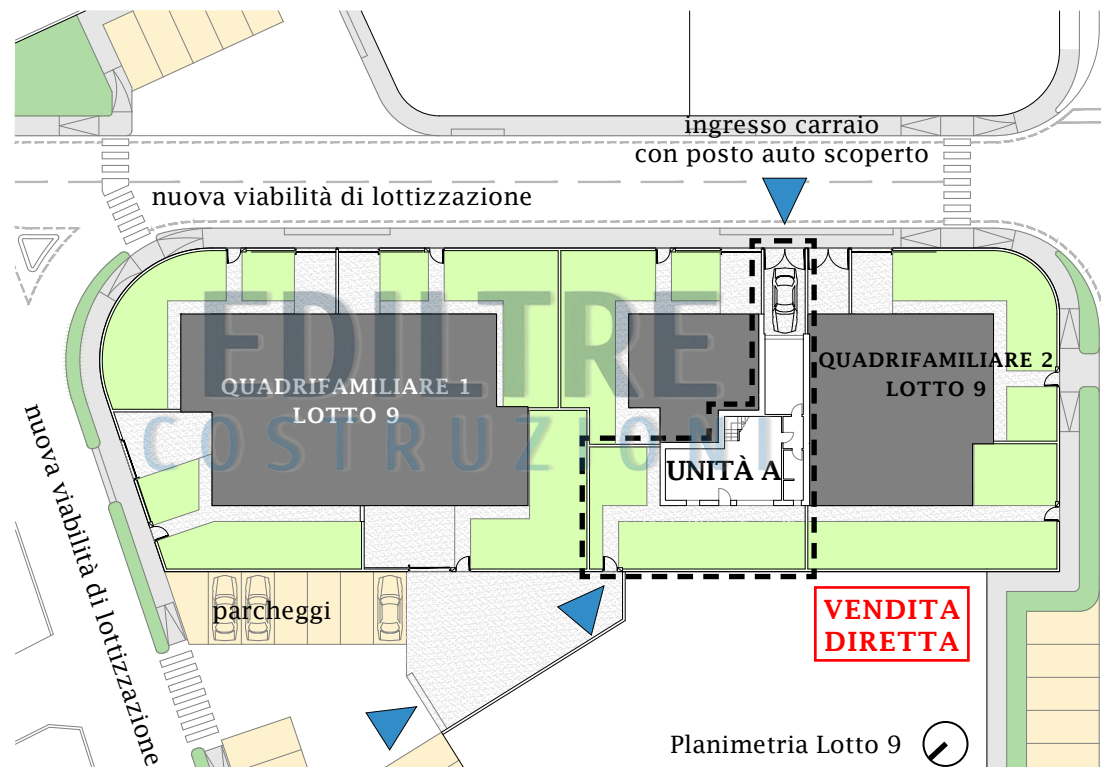 ingresso carraio
con posto auto scoperto
nuova viabilità di lottizzazione
EDILTRE
COSTRUZIONI
QUADRIFAMILIARE 1
LOTTO 9
QUADRIFAMILIARE 2
LOTTO 9
UNITÀ A
nuova viabilità di lottizzazione
parcheggi
VENDITA
DIRETTA
Planimetria Lotto 9